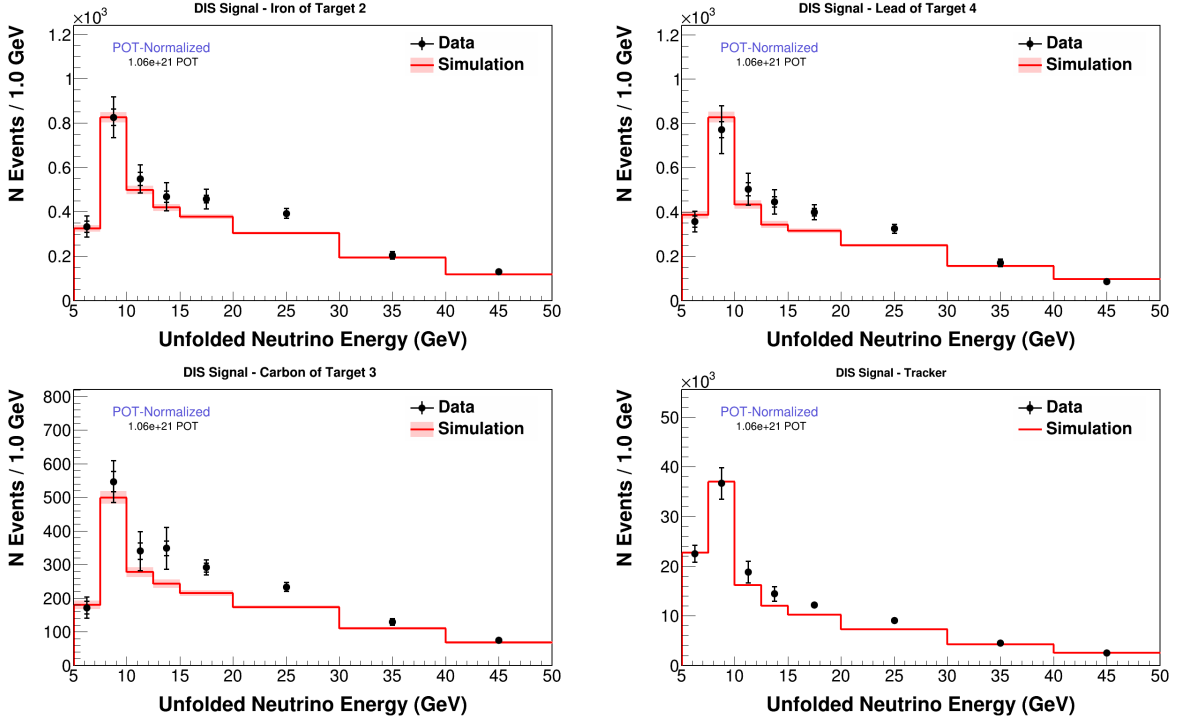 DIS Signal - Iron of Target 2
×10³
N Events / 1.0 GeV
1.2
1
0.8
0.6
0.4
0.2
0
POT-Normalized
1.06e+21 POT
Data
Simulation
5 10 15 20 25 30 35 40 45 50
Unfolded Neutrino Energy (GeV)
DIS Signal - Lead of Target 4
×10³
N Events / 1.0 GeV
1.2
1
0.8
0.6
0.4
0.2
0
POT-Normalized
1.06e+21 POT
Data
Simulation
5 10 15 20 25 30 35 40 45 50
Unfolded Neutrino Energy (GeV)
DIS Signal - Carbon of Target 3
N Events / 1.0 GeV
800
700
600
500
400
300
200
100
0
POT-Normalized
1.06e+21 POT
Data
Simulation
5 10 15 20 25 30 35 40 45 50
Unfolded Neutrino Energy (GeV)
DIS Signal - Tracker
×10³
N Events / 1.0 GeV
50
40
30
20
10
0
POT-Normalized
1.06e+21 POT
Data
Simulation
5 10 15 20 25 30 35 40 45 50
Unfolded Neutrino Energy (GeV)